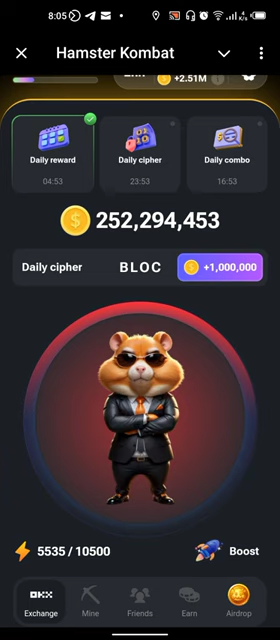 8:05
4
K/s
Hamster Kombat
+2.51M
Daily reward
04:53
Daily cipher
23:53
Daily combo
16:53
252,294,453
Daily cipher BLOC +1,000,000
5535 / 10500
Boost
Exchange
Mine
Friends
Earn
Airdrop